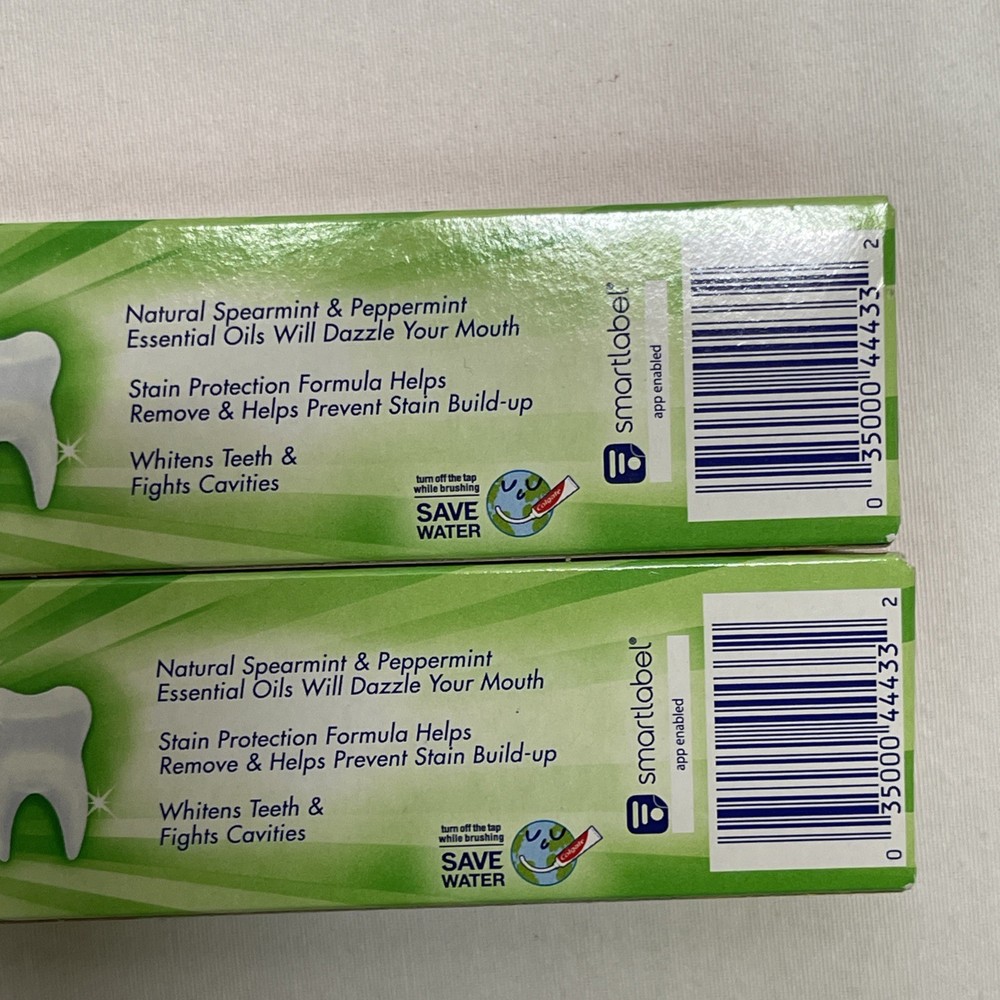 Natural Spearmint & Peppermint
Essential Oils Will Dazzle Your Mouth
Stain Protection Formula Helps
Remove & Helps Prevent Stain Build-up
Whitens Teeth &
Fights Cavities
turn off the tap
while brushing
SAVE
WATER
Colgate
smartlabel®
app enabled
0 35000 44433 2
Natural Spearmint & Peppermint
Essential Oils Will Dazzle Your Mouth
Stain Protection Formula Helps
Remove & Helps Prevent Stain Build-up
Whitens Teeth &
Fights Cavities
turn off the tap
while brushing
SAVE
WATER
Colgate
smartlabel®
app enabled
0 35000 44433 2